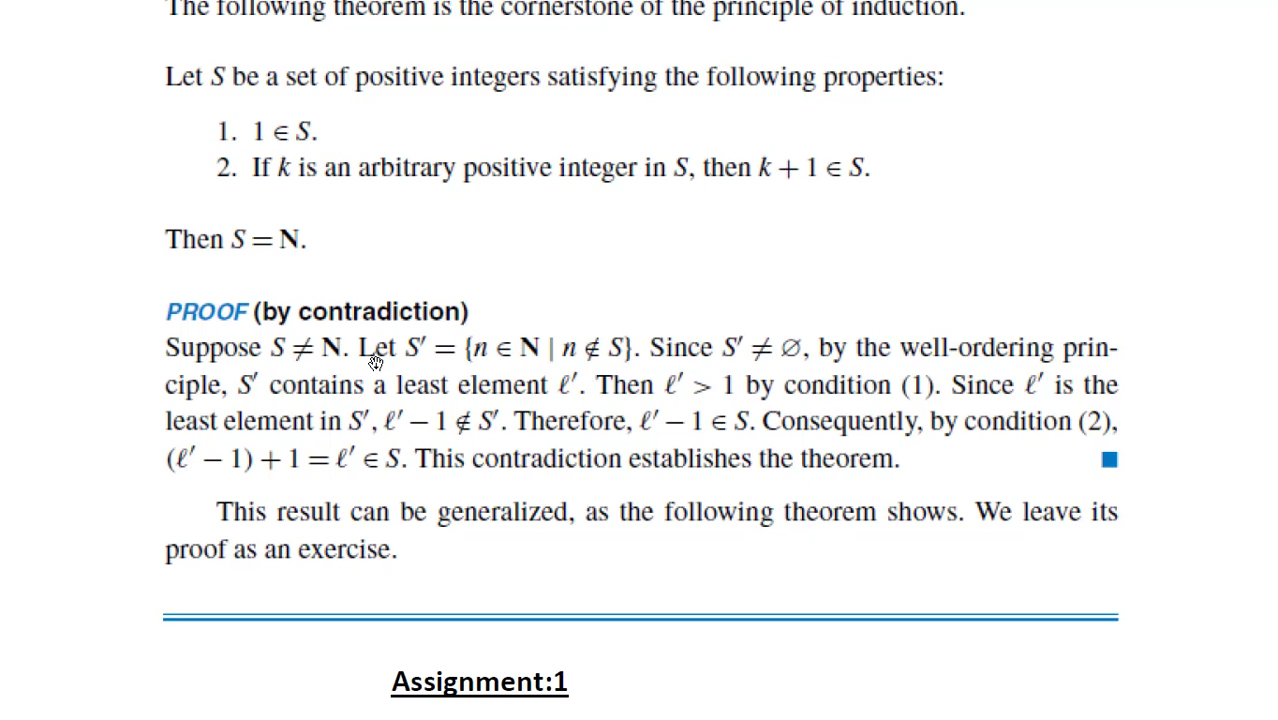 The following theorem is the cornerstone of the principle of induction.
Let S be a set of positive integers satisfying the following properties:
1. 1 ∈ S.
2. If k is an arbitrary positive integer in S, then k + 1 ∈ S.
Then S = N.
PROOF (by contradiction)
Suppose S ≠ N. Let S′ = {n ∈ N | n ∉ S}. Since S′ ≠ ∅, by the well-ordering prin-
ciple, S′ contains a least element ℓ′. Then ℓ′ > 1 by condition (1). Since ℓ′ is the
least element in S′, ℓ′ − 1 ∉ S′. Therefore, ℓ′ − 1 ∈ S. Consequently, by condition (2),
(ℓ′ − 1) + 1 = ℓ′ ∈ S. This contradiction establishes the theorem.
This result can be generalized, as the following theorem shows. We leave its
proof as an exercise.
Assignment:1